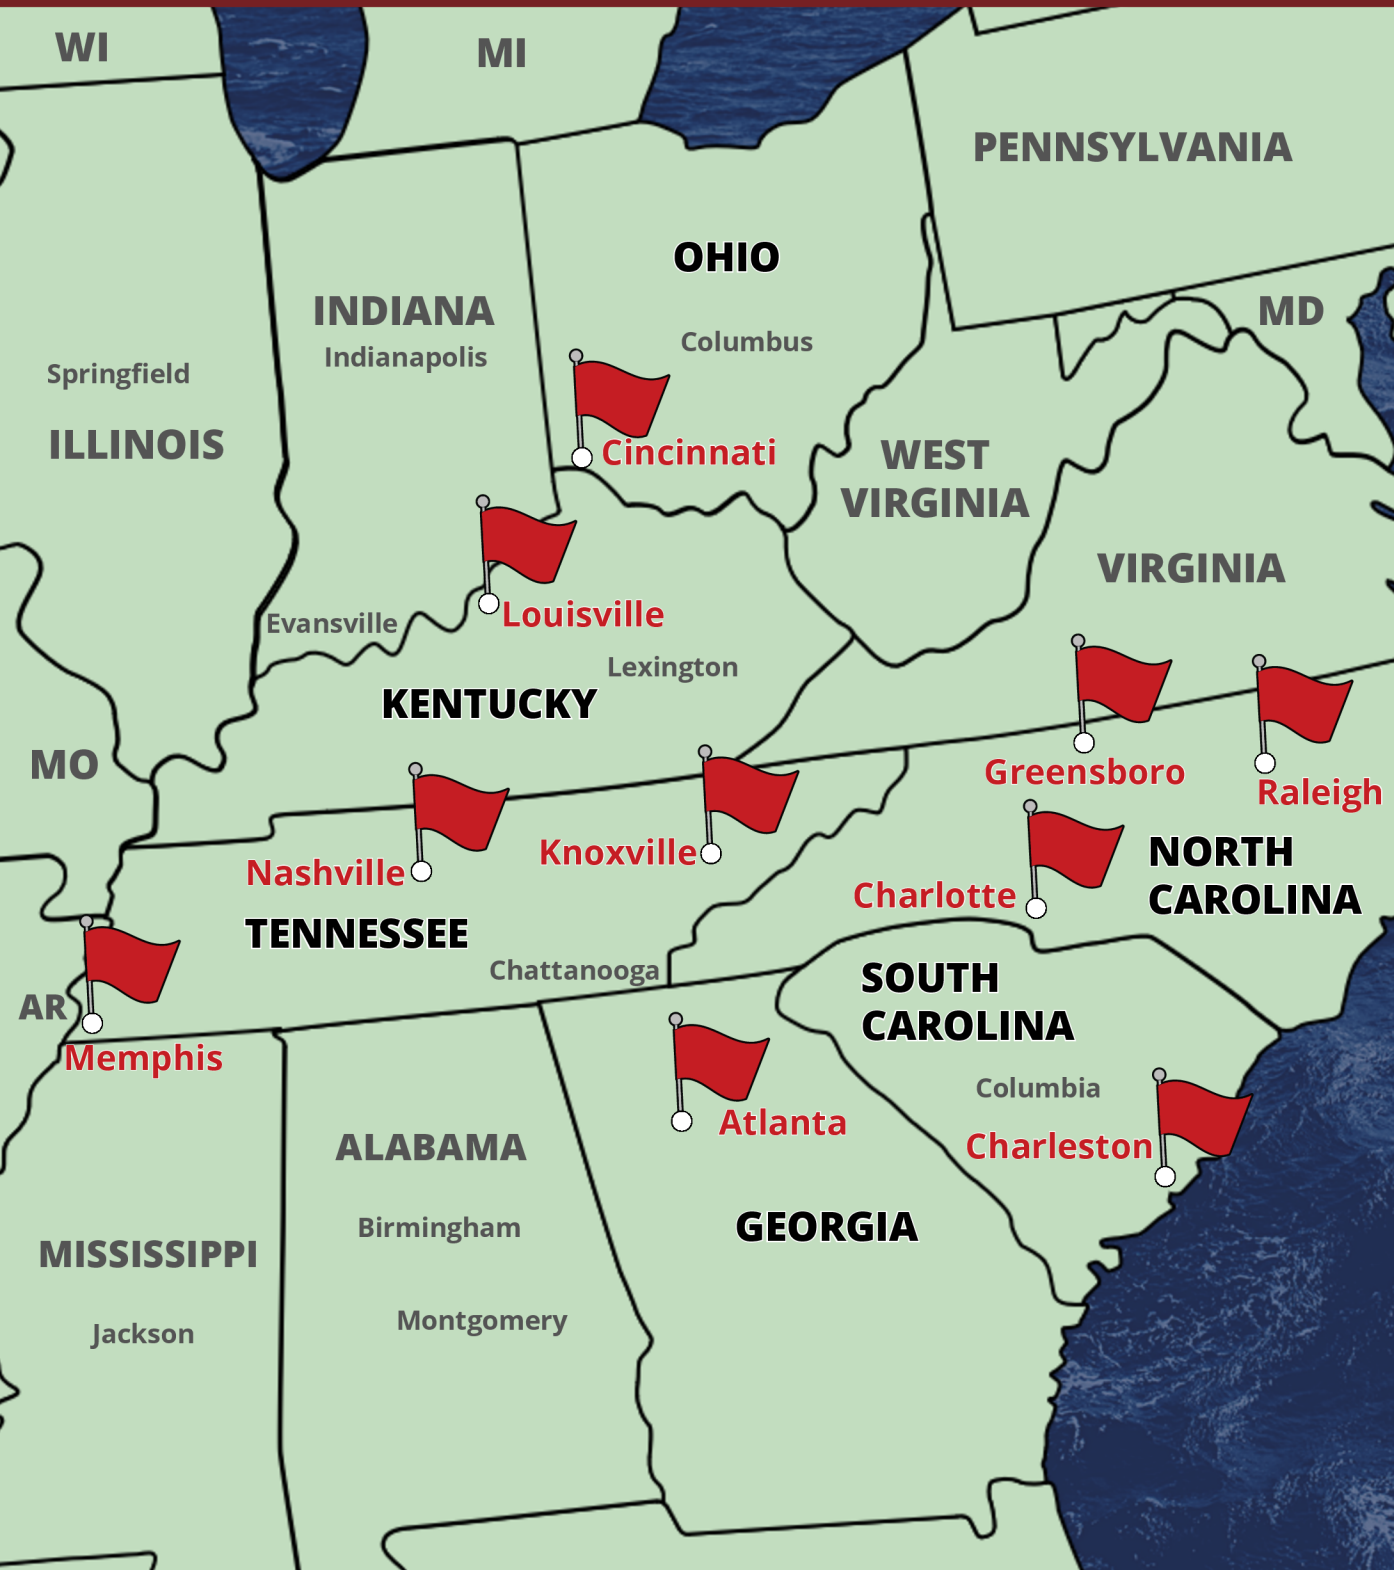 WI
MI
PENNSYLVANIA
OHIO
INDIANA
MD
Columbus
Indianapolis
Springfield
ILLINOIS
Cincinnati
WEST
VIRGINIA
VIRGINIA
Louisville
Evansville
Lexington
KENTUCKY
MO
Greensboro
Raleigh
Knoxville
Nashville
NORTH
CAROLINA
Charlotte
TENNESSEE
Chattanooga
SOUTH
CAROLINA
AR
Memphis
Columbia
Atlanta
Charleston
ALABAMA
Birmingham
GEORGIA
MISSISSIPPI
Montgomery
Jackson